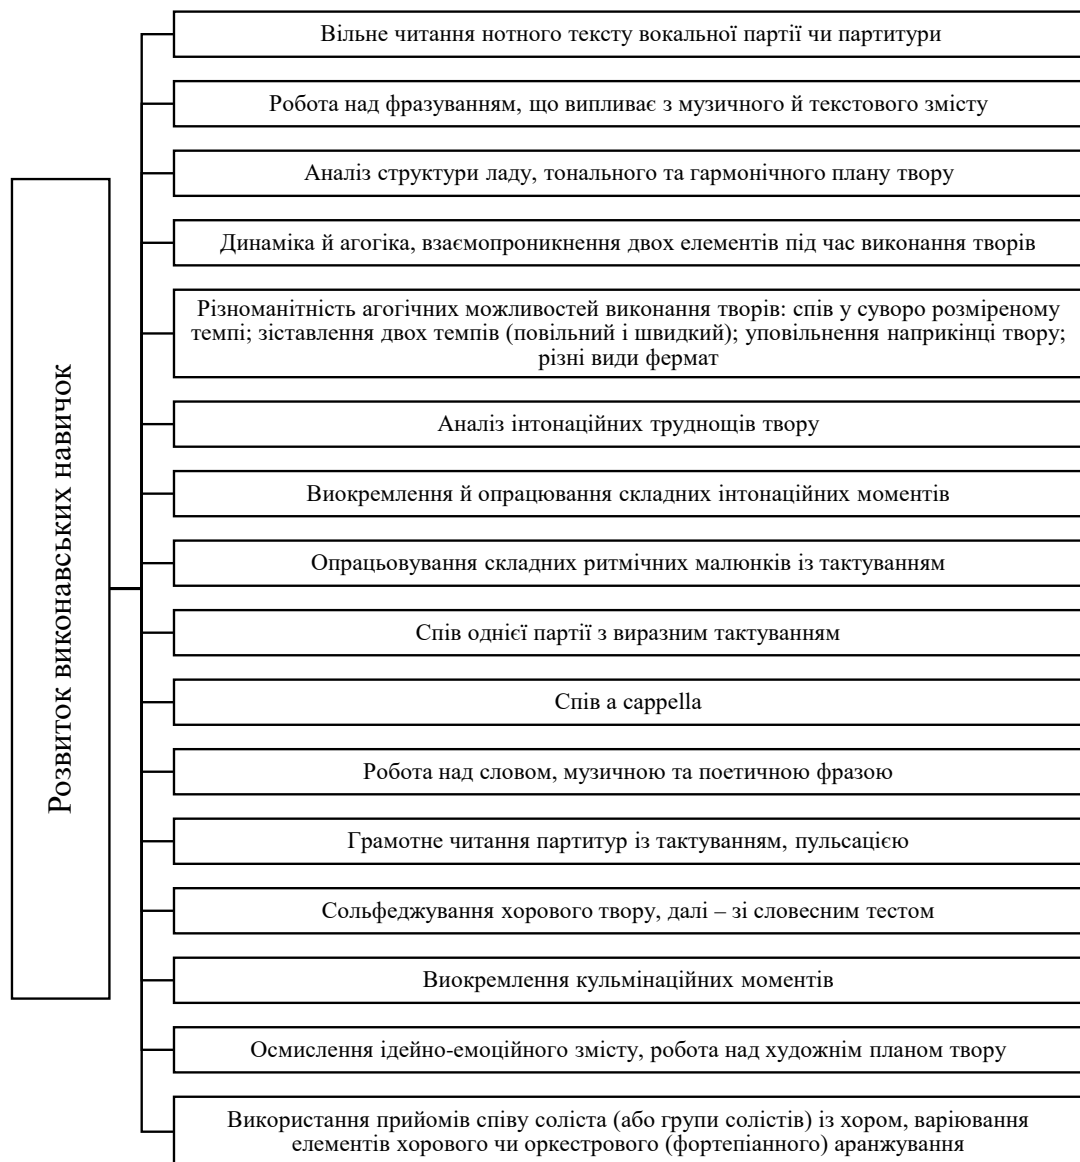 Розвиток виконавських навичок
Вільне читання нотного тексту вокальної партії чи партитури
Робота над фразуванням, що випливає з музичного й текстового змісту
Аналіз структури ладу, тонального та гармонічного плану твору
Динаміка й агогіка, взаємопроникнення двох елементів під час виконання творів
Різноманітність агогічних можливостей виконання творів: спів у суворо розміреному
темпі; зіставлення двох темпів (повільний і швидкий); уповільнення наприкінці твору;
різні види фермат
Аналіз інтонаційних труднощів твору
Виокремлення й опрацювання складних інтонаційних моментів
Опрацьовування складних ритмічних малюнків із тактуванням
Спів однієї партії з виразним тактуванням
Спів a cappella
Робота над словом, музичною та поетичною фразою
Грамотне читання партитур із тактуванням, пульсацією
Сольфеджування хорового твору, далі – зі словесним тестом
Виокремлення кульмінаційних моментів
Осмислення ідейно-емоційного змісту, робота над художнім планом твору
Використання прийомів співу соліста (або групи солістів) із хором, варіювання
елементів хорового чи оркестрового (фортепіанного) аранжування